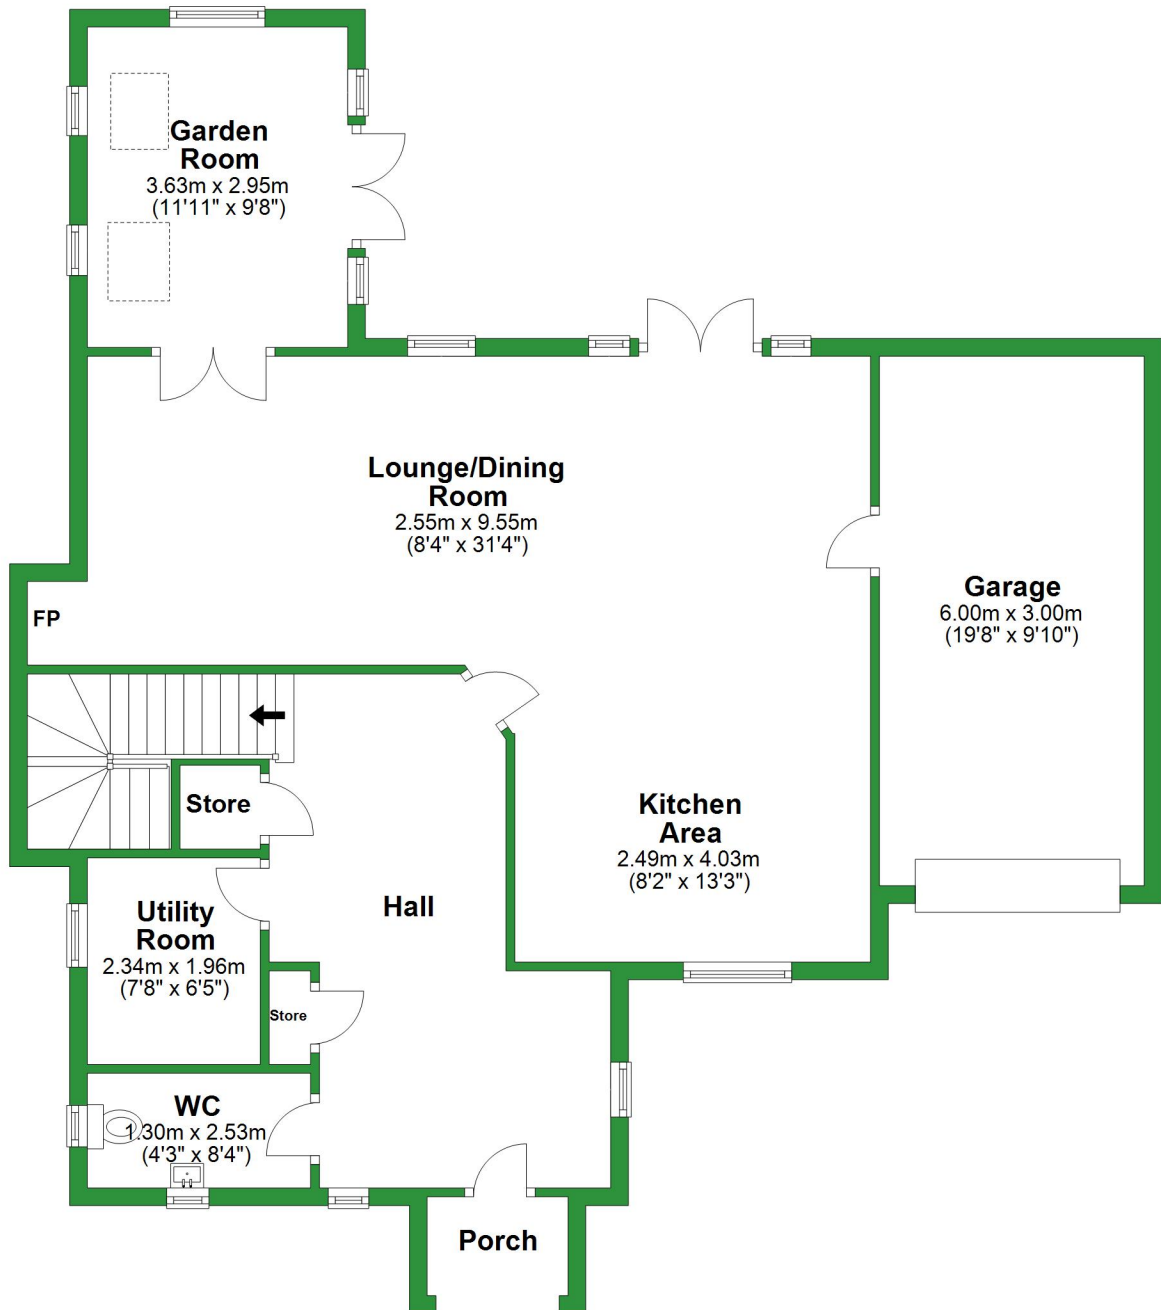 Garden
Room
3.63m x 2.95m
(11'11" x 9'8")
Lounge/Dining
Room
2.55m x 9.55m
(8'4" x 31'4")
Garage
6.00m x 3.00m
(19'8" x 9'10")
FP
Store
Kitchen
Area
2.49m x 4.03m
(8'2" x 13'3")
Hall
Utility
Room
2.34m x 1.96m
(7'8" x 6'5")
Store
WC
1.30m x 2.53m
(4'3" x 8'4")
Porch